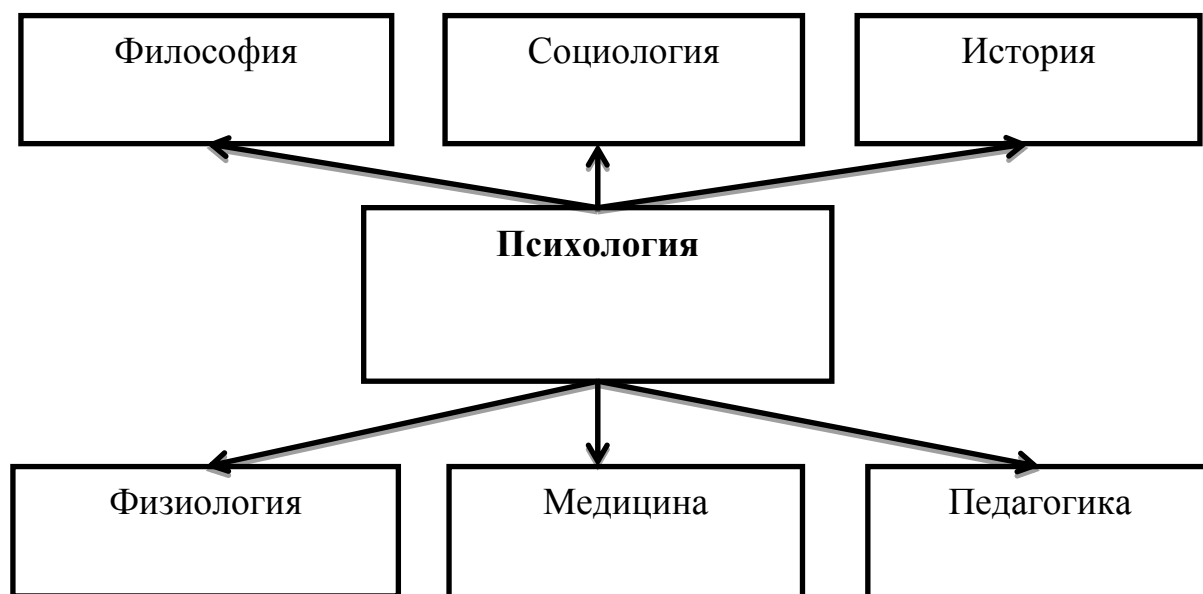 Философия
Социология
История
Психология
Физиология
Медицина
Педагогика